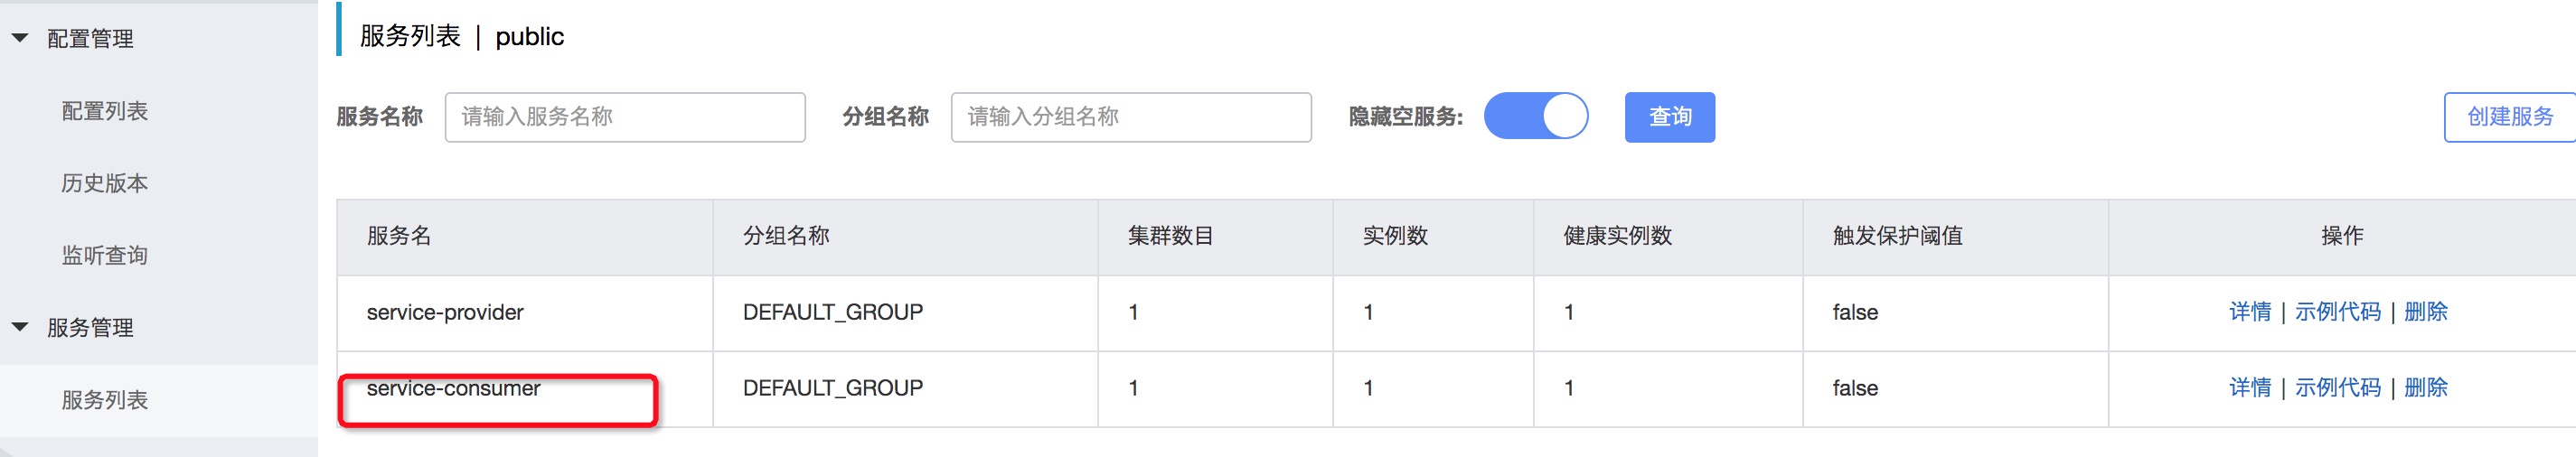 配置管理
配置列表
历史版本
监听查询
服务管理
服务列表
服务列表 | public
服务名称 请输入服务名称 分组名称 请输入分组名称 隐藏空服务: 查询 创建服务
服务名 分组名称 集群数目 实例数 健康实例数 触发保护阈值 操作
service-provider DEFAULT_GROUP 1 1 1 false 详情 | 示例代码 | 删除
service-consumer DEFAULT_GROUP 1 1 1 false 详情 | 示例代码 | 删除